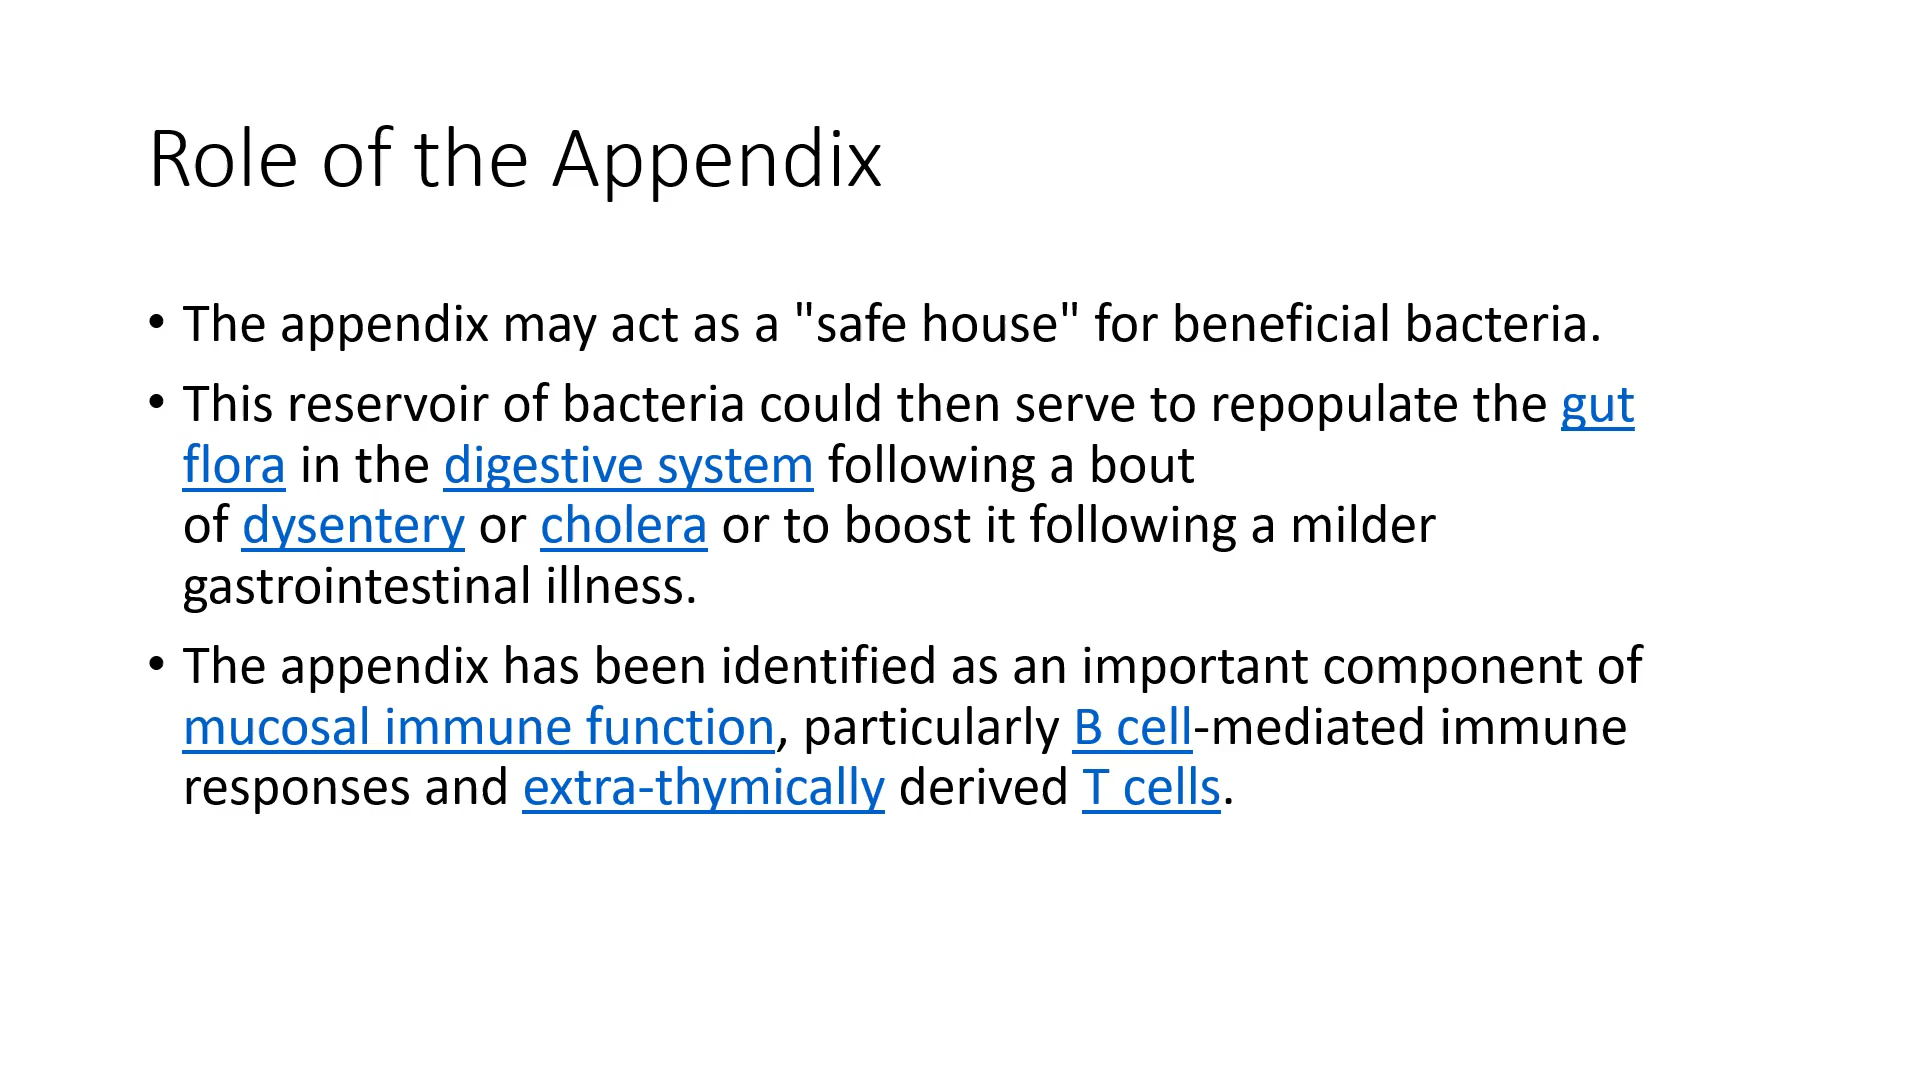 Role of the Appendix
• The appendix may act as a "safe house" for beneficial bacteria.
• This reservoir of bacteria could then serve to repopulate the gut
flora in the digestive system following a bout
of dysentery or cholera or to boost it following a milder
gastrointestinal illness.
• The appendix has been identified as an important component of
mucosal immune function, particularly B cell-mediated immune
responses and extra-thymically derived T cells.